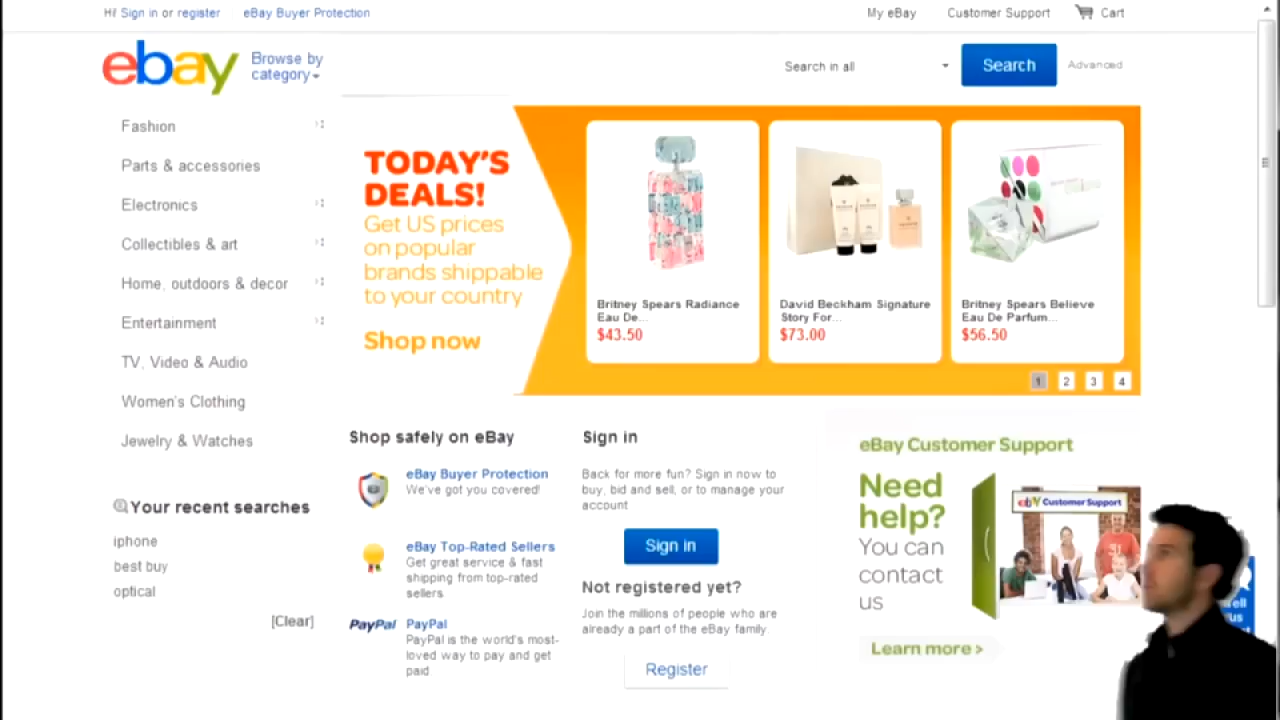 Hi! Sign in or register
eBay Buyer Protection
My eBay
Customer Support
Cart
ebay
Browse by
category
Search in all
Search
Advanced
Fashion
Parts & accessories
Electronics
Collectibles & art
Home, outdoors & decor
Entertainment
TV, Video & Audio
Women's Clothing
Jewelry & Watches
TODAY'S
DEALS!
Get US prices
on popular
brands shippable
to your country
Shop now
Britney Spears Radiance
Eau De...
$43.50
David Beckham Signature
Story For...
$73.00
Britney Spears Believe
Eau De Parfum...
$56.50
1 2 3 4
Your recent searches
iphone
best buy
optical
[Clear]
Shop safely on eBay
eBay Buyer Protection
We've got you covered!
eBay Top-Rated Sellers
Get great service & fast
shipping from top-rated
sellers
PayPal PayPal
PayPal is the world's most-
loved way to pay and get
paid
Sign in
Back for more fun? Sign in now to
buy, bid and sell, or to manage your
account
Sign in
Not registered yet?
Join the millions of people who are
already a part of the eBay family.
Register
eBay Customer Support
Need
help?
You can
contact
us
Learn more >
ebY Customer Support
us